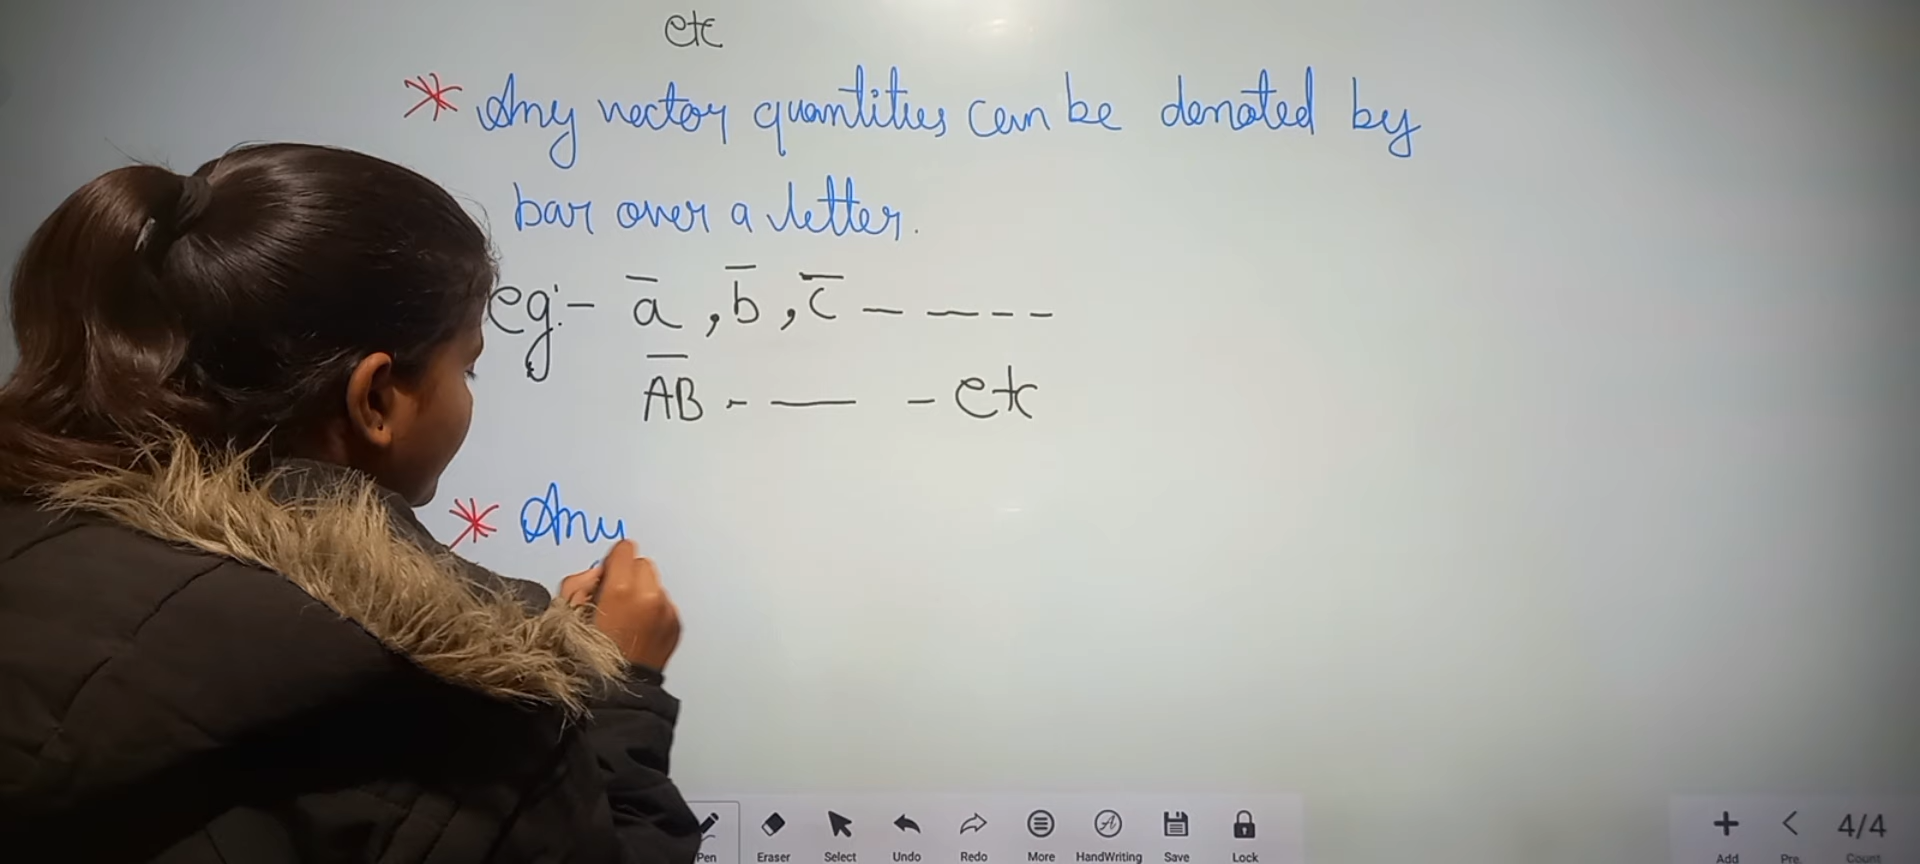 etc
* Any vector quantities can be denoted by
bar over a letter.
eg:- a̅ , b̅ , c̅ - - - - -
A̅B̅ - — - etc
* Any
Pen Eraser Select Undo Redo More HandWriting Save Lock
+ < 4/4
Add Pre. Count